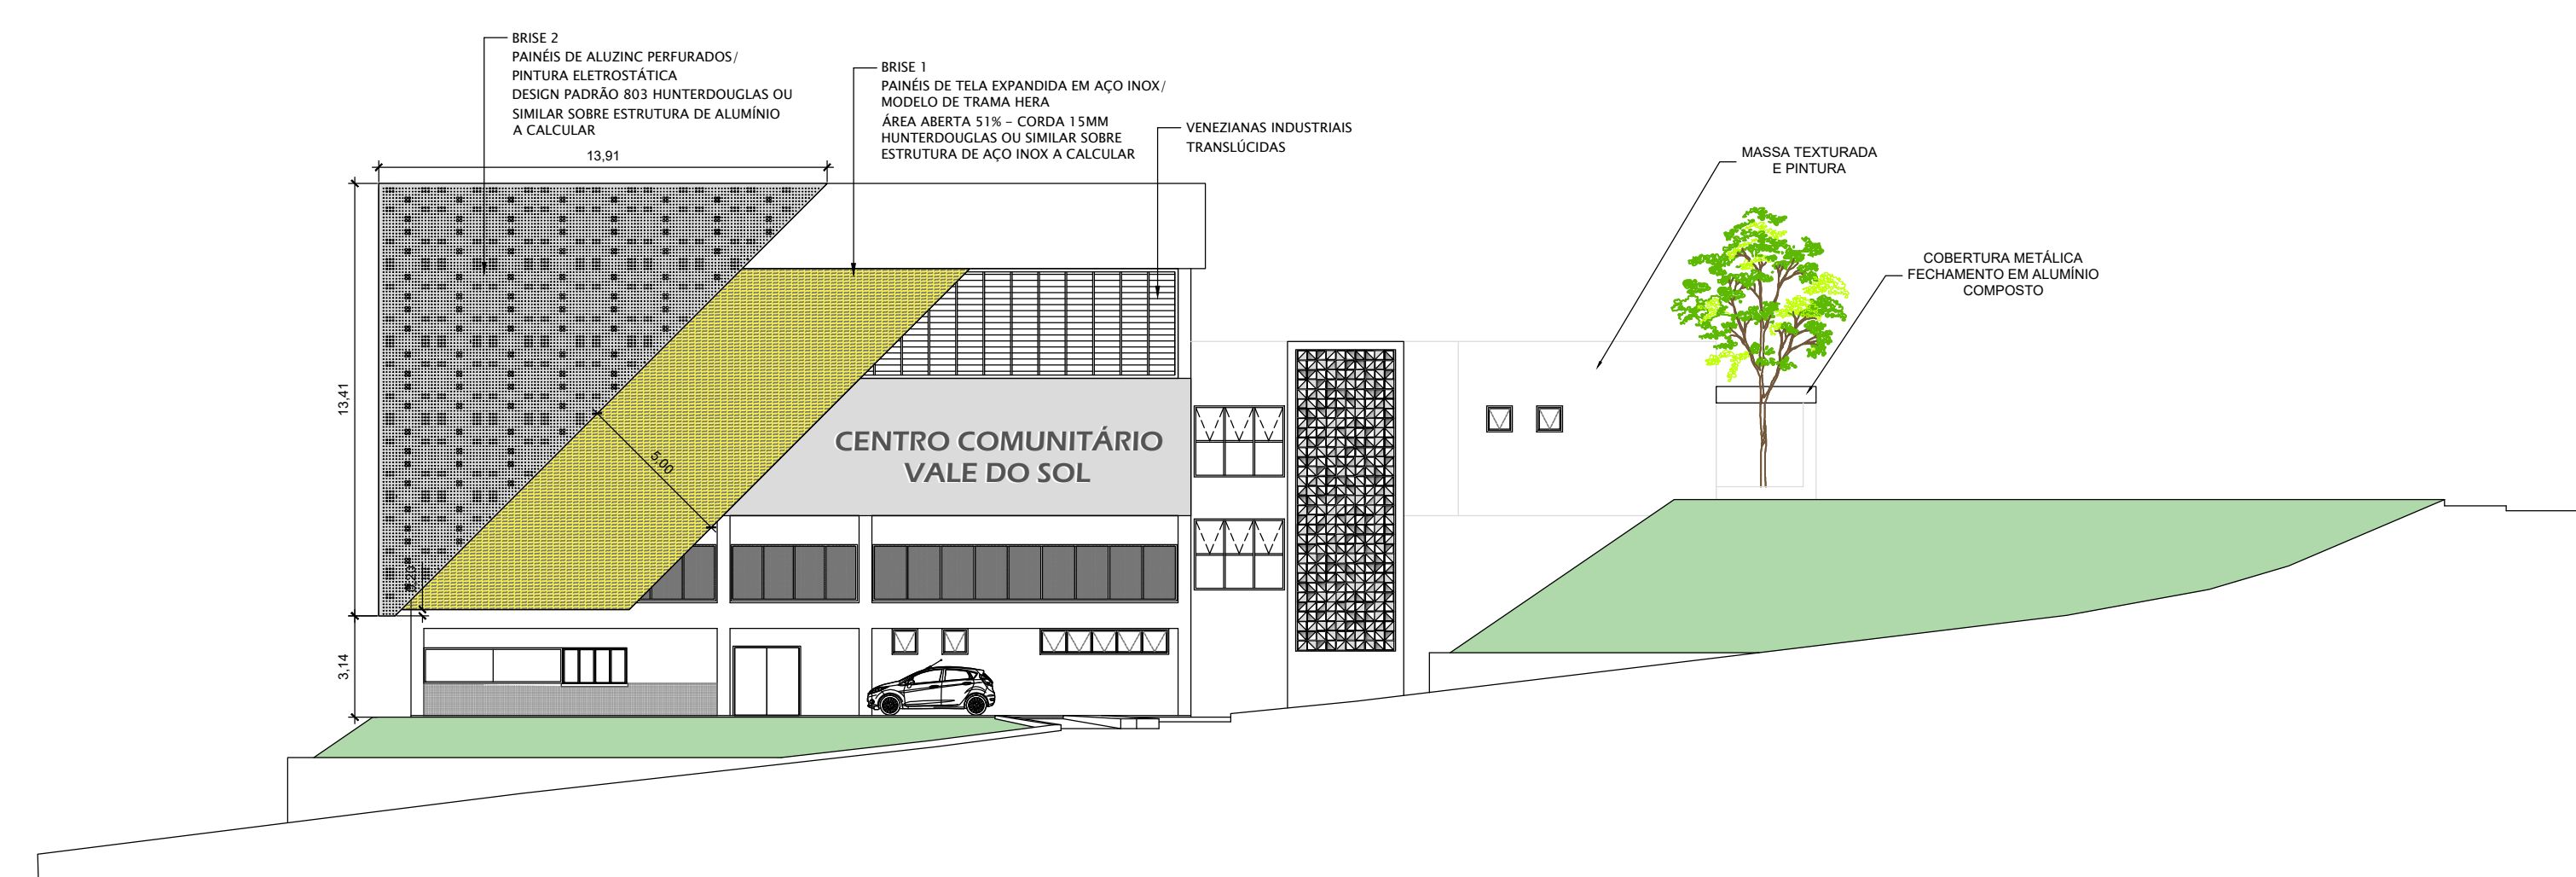 BRISE 2
PAINÉIS DE ALUZINC PERFURADOS/
PINTURA ELETROSTÁTICA
DESIGN PADRÃO 803 HUNTERDOUGLAS OU
SIMILAR SOBRE ESTRUTURA DE ALUMÍNIO
A CALCULAR
BRISE 1
PAINÉIS DE TELA EXPANDIDA EM AÇO INOX/
MODELO DE TRAMA HERA
ÁREA ABERTA 51% – CORDA 15MM
HUNTERDOUGLAS OU SIMILAR SOBRE
ESTRUTURA DE AÇO INOX A CALCULAR
VENEZIANAS INDUSTRIAIS
TRANSLÚCIDAS
MASSA TEXTURADA
E PINTURA
COBERTURA METÁLICA
FECHAMENTO EM ALUMÍNIO
COMPOSTO
13,91
13,41
5,00
CENTRO COMUNITÁRIO
VALE DO SOL
3,14